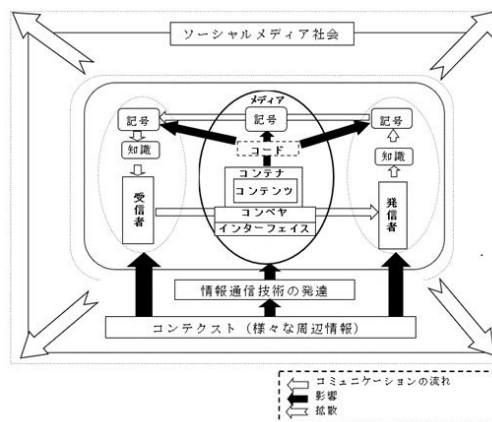 ソーシャルメディア社会
メディア
記号
記号
記号
コード
知識
知識
コンテナ
コンテンツ
受信者
発信者
コンベヤ
インターフェイス
情報通信技術の発達
コンテクスト（様々な周辺情報）
コミュニケーションの流れ
影響
拡散